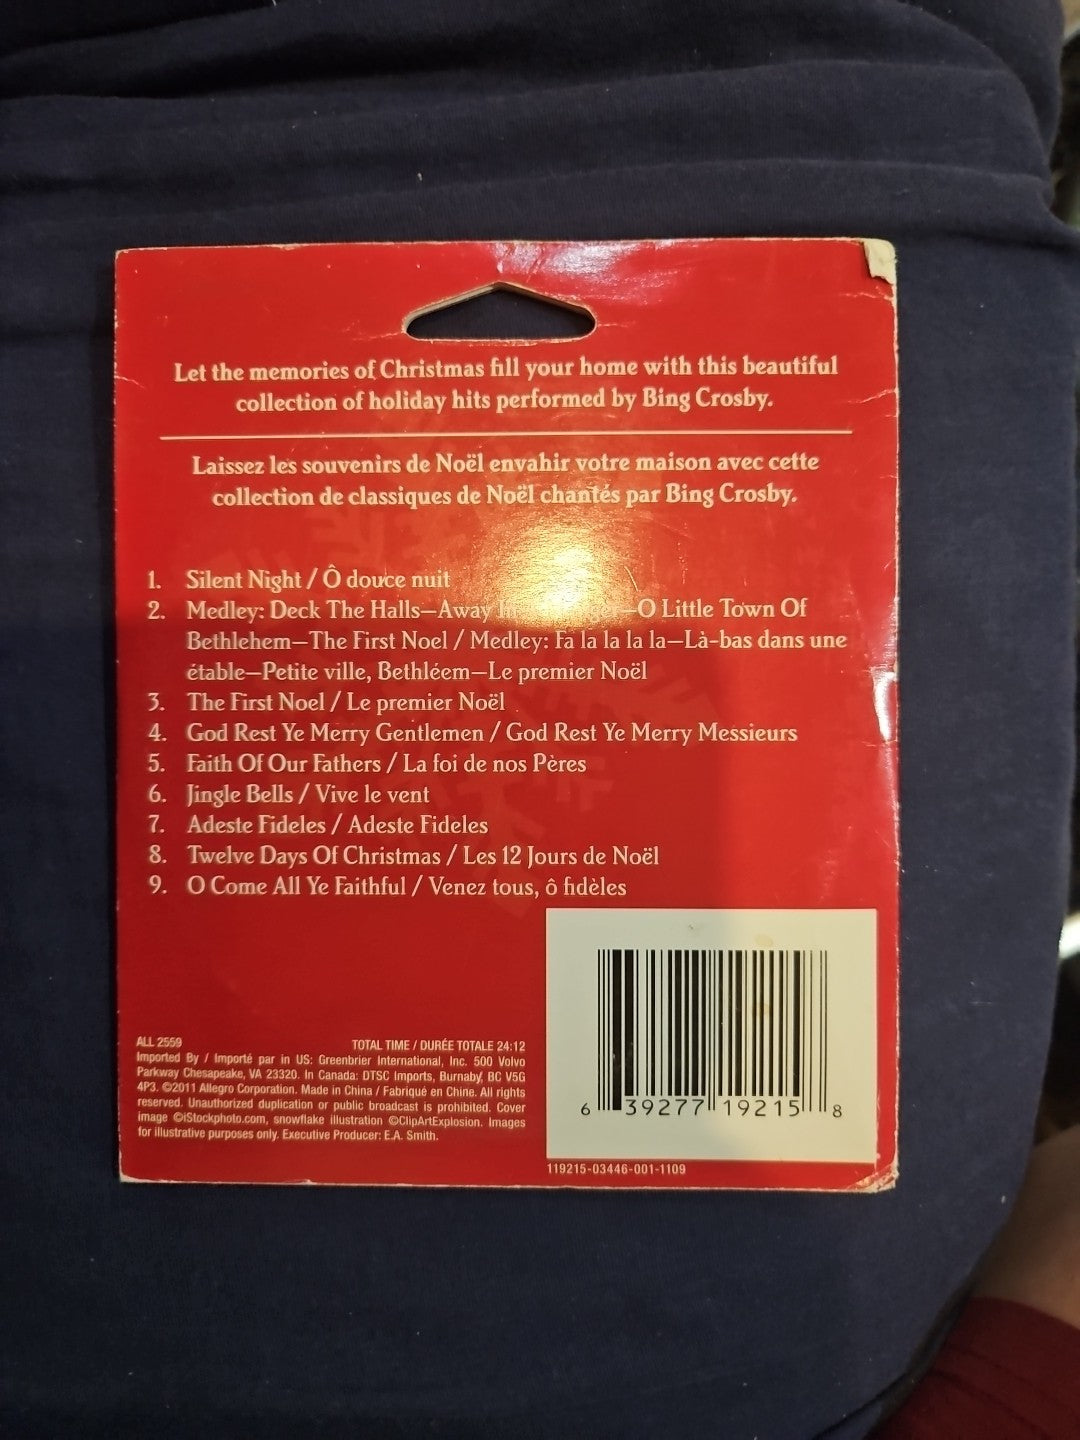 Let the memories of Christmas fill your home with this beautiful
collection of holiday hits performed by Bing Crosby.
Laissez les souvenirs de Noël envahir votre maison avec cette
collection de classiques de Noël chantés par Bing Crosby.
1. Silent Night / Ô douce nuit
2. Medley: Deck The Halls—Away —O Little Town Of
Bethlehem—The First Noel / Medley: Fa la la la la—Là-bas dans une
étable—Petite ville, Bethléem—Le premier Noël
3. The First Noel / Le premier Noël
4. God Rest Ye Merry Gentlemen / God Rest Ye Merry Messieurs
5. Faith Of Our Fathers / La foi de nos Pères
6. Jingle Bells / Vive le vent
7. Adeste Fideles / Adeste Fideles
8. Twelve Days Of Christmas / Les 12 Jours de Noël
9. O Come All Ye Faithful / Venez tous, ô fidèles
ALL 2559 TOTAL TIME / DURÉE TOTALE 24:12
Imported By / Importé par in US: Greenbrier International, Inc. 500 Volvo
Parkway Chesapeake, VA 23320. In Canada: DTSC Imports, Burnaby, BC V5G
4P3. ©2011 Allegro Corporation. Made in China / Fabriqué en Chine. All rights
reserved. Unauthorized duplication or public broadcast is prohibited. Cover
image ©iStockphoto.com, snowflake illustration ©ClipArtExplosion. Images
for illustrative purposes only. Executive Producer: E.A. Smith.
6 39277 19215 8
119215-03446-001-1109